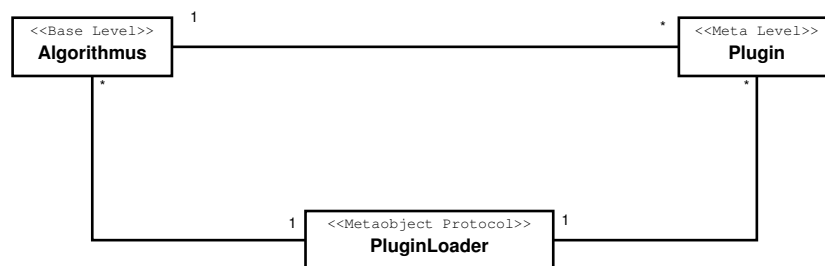 1
*
<<Base Level>>
Algorithmus
<<Meta Level>>
Plugin
*
*
1
1
<<Metaobject Protocol>>
PluginLoader